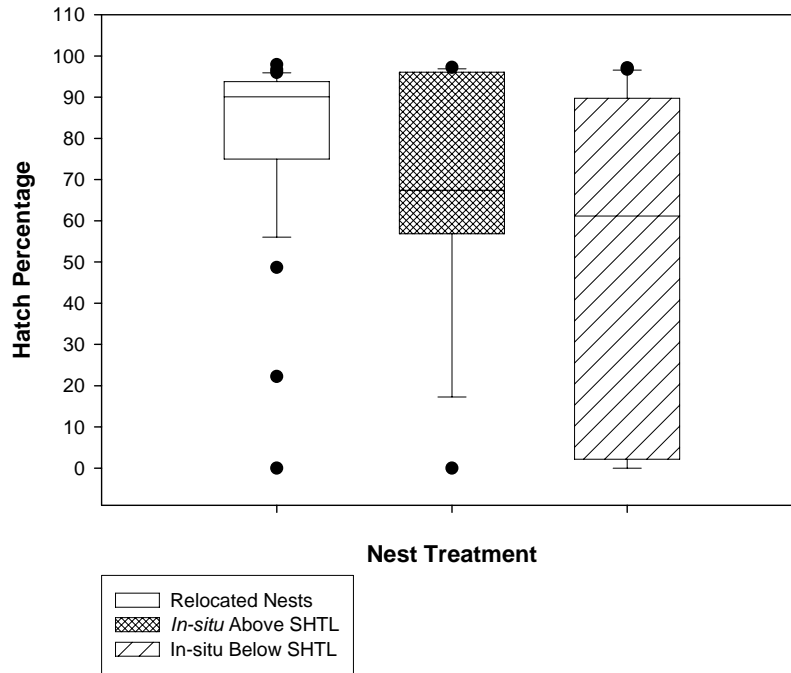 110
100
90
80
70
60
50
40
30
20
10
0
Hatch Percentage
Nest Treatment
Relocated Nests
In-situ Above SHTL
In-situ Below SHTL